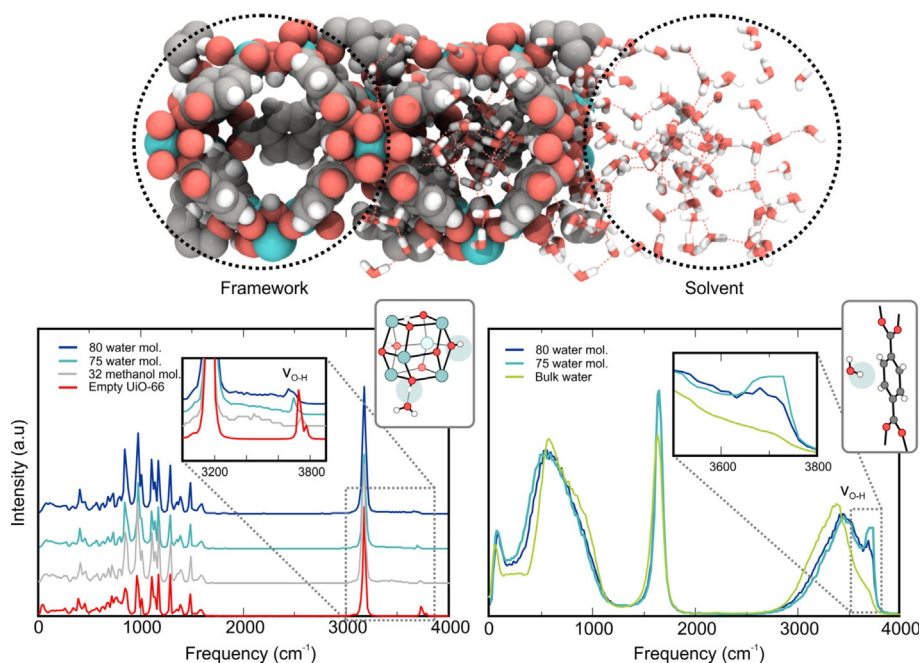 Framework
Solvent
80 water mol.
75 water mol.
32 methanol mol.
Empty UiO-66
νO-H
3200
3800
Intensity (a.u)
0
1000
2000
3000
4000
Frequency (cm⁻¹)
80 water mol.
75 water mol.
Bulk water
3600
3800
νO-H
0
1000
2000
3000
4000
Frequency (cm⁻¹)